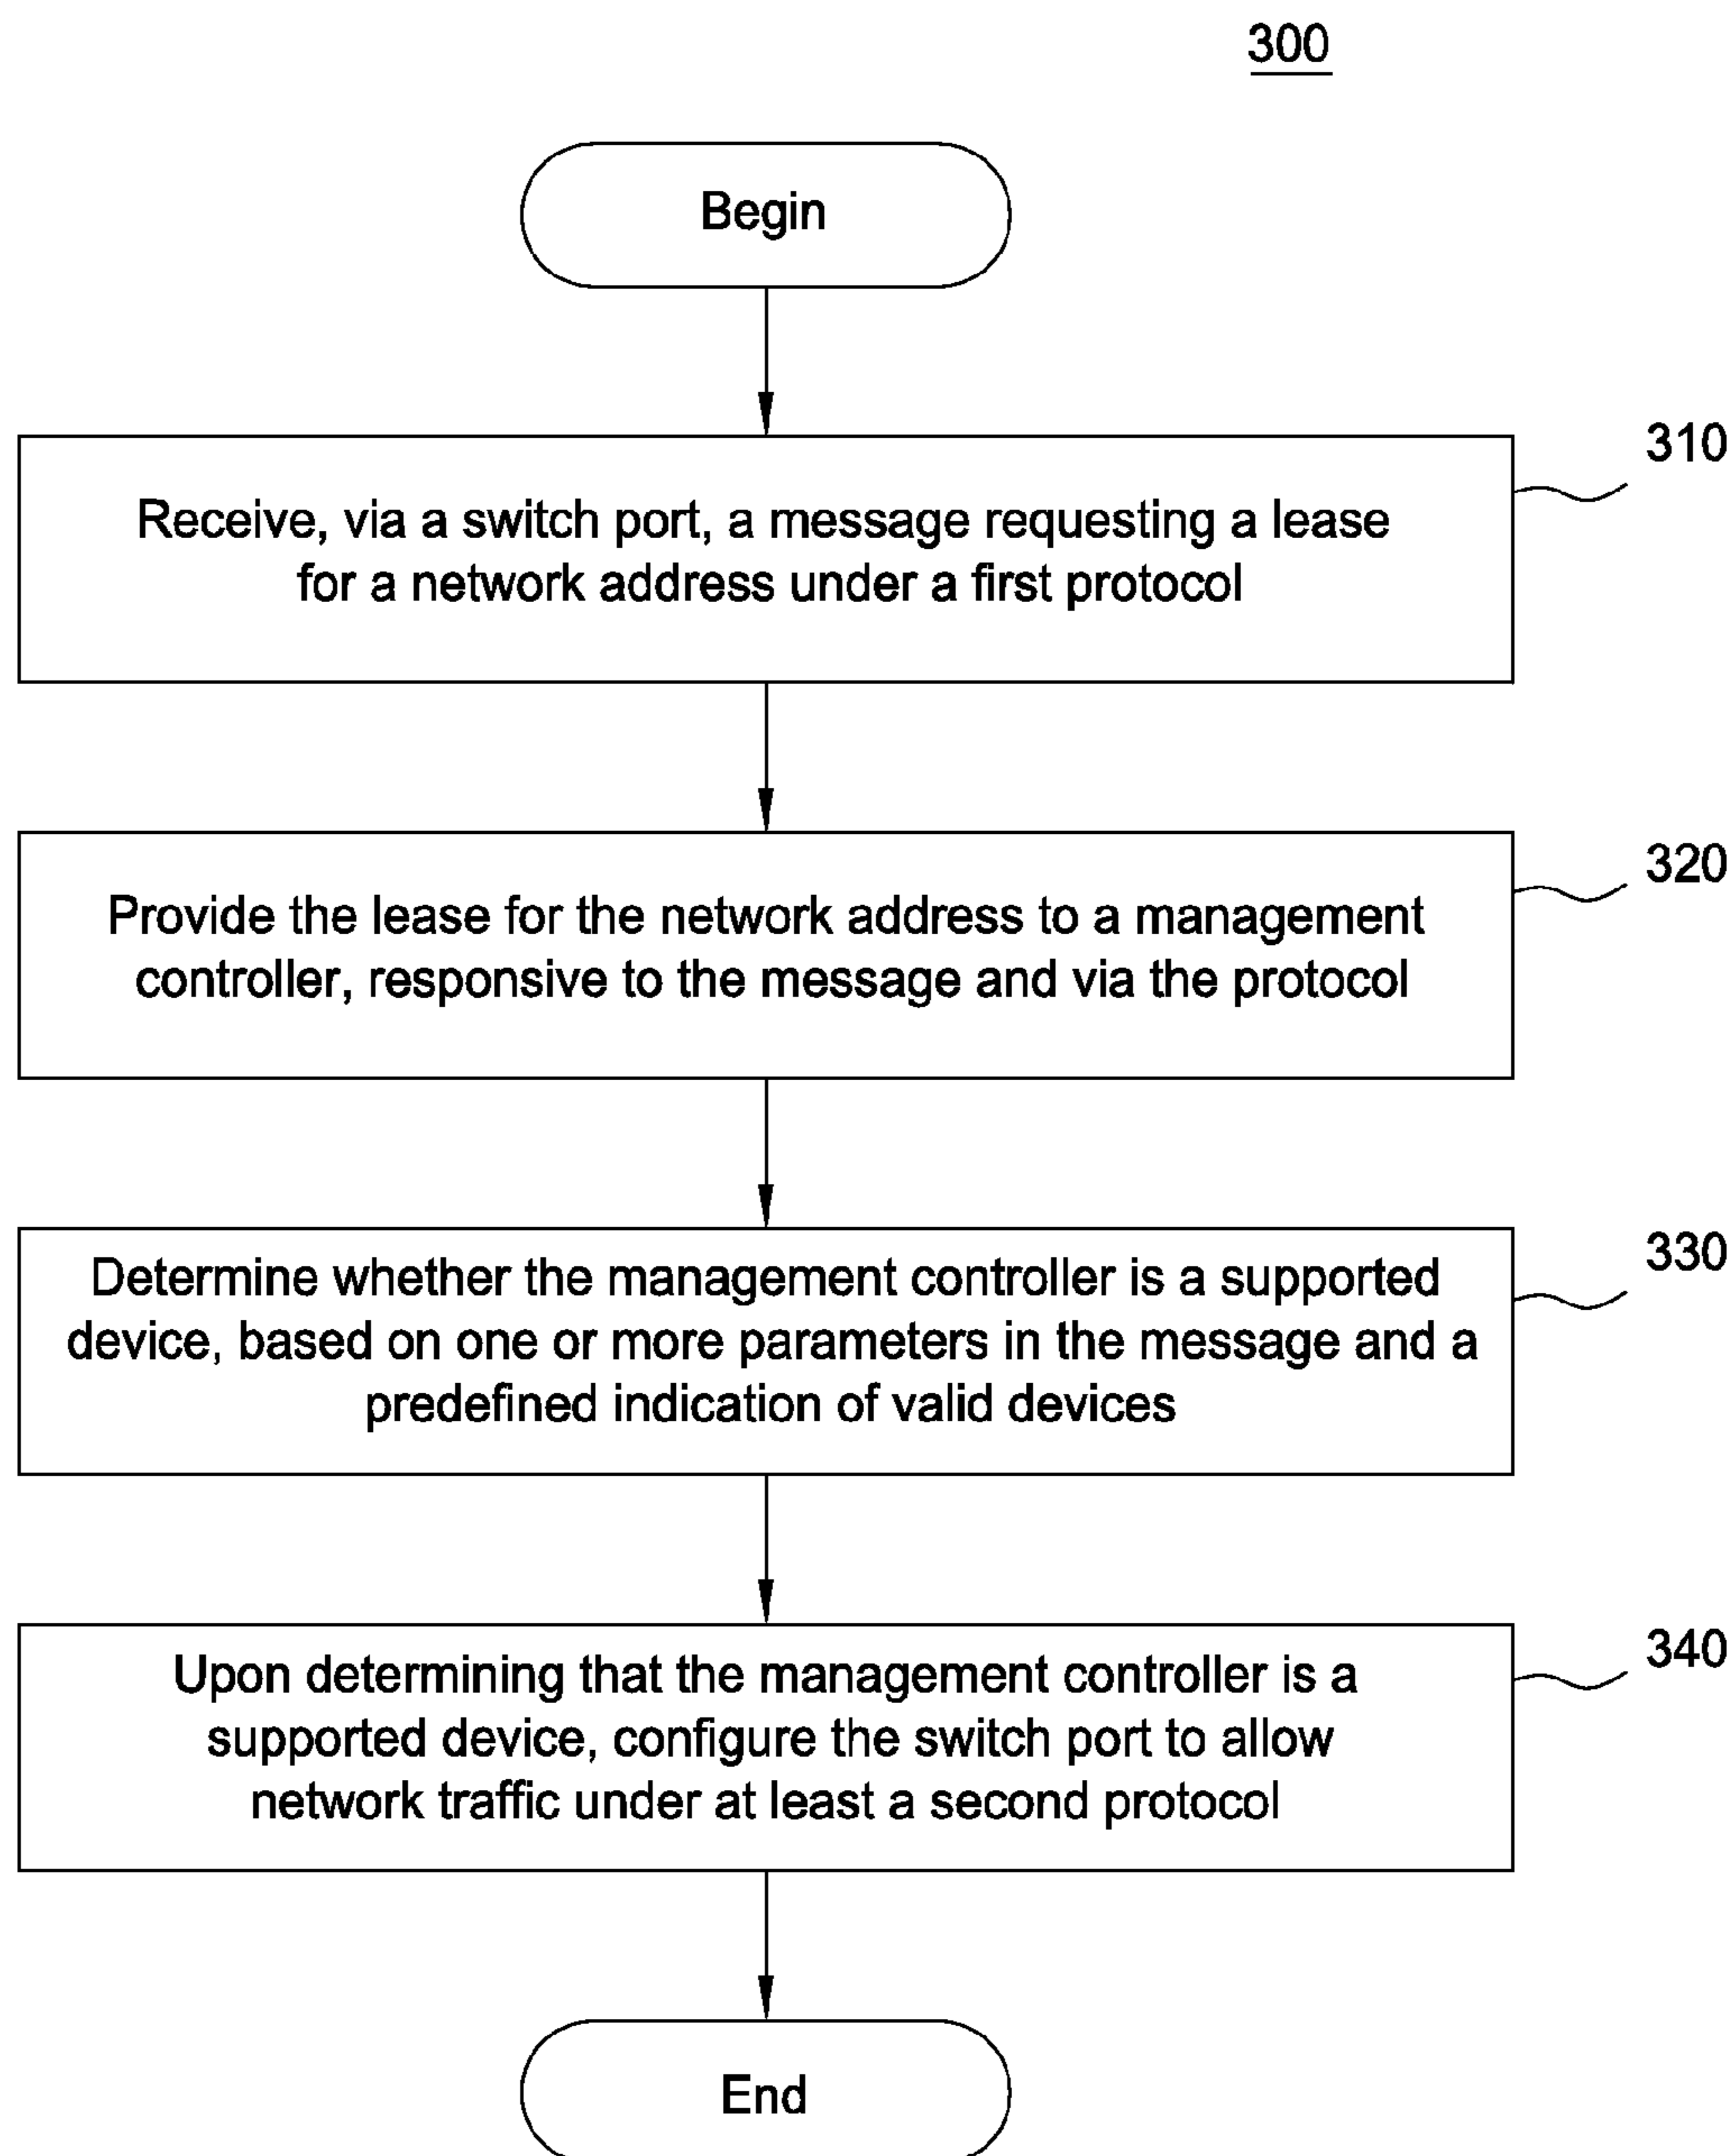 300
Begin
310
Receive, via a switch port, a message requesting a lease
for a network address under a first protocol
320
Provide the lease for the network address to a management
controller, responsive to the message and via the protocol
330
Determine whether the management controller is a supported
device, based on one or more parameters in the message and a
predefined indication of valid devices
340
Upon determining that the management controller is a
supported device, configure the switch port to allow
network traffic under at least a second protocol
End